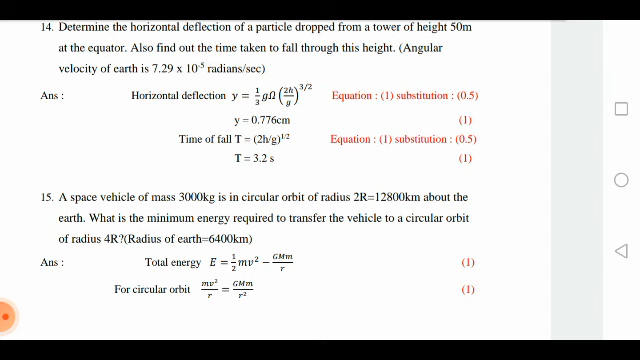 14. Determine the horizontal deflection of a particle dropped from a tower of height 50m
at the equator. Also find out the time taken to fall through this height. (Angular
velocity of earth is 7.29 x 10⁻⁵ radians/sec)
Ans : Horizontal deflection y = 1/3 gΩ (2h/g)^3/2 Equation : (1) substitution : (0.5)
y = 0.776cm (1)
Time of fall T = (2h/g)^1/2 Equation : (1) substitution : (0.5)
T = 3.2 s (1)
15. A space vehicle of mass 3000kg is in circular orbit of radius 2R=12800km about the
earth. What is the minimum energy required to transfer the vehicle to a circular orbit
of radius 4R?(Radius of earth=6400km)
Ans : Total energy E = 1/2 mv² − GMm/r (1)
For circular orbit mv²/r = GMm/r² (1)